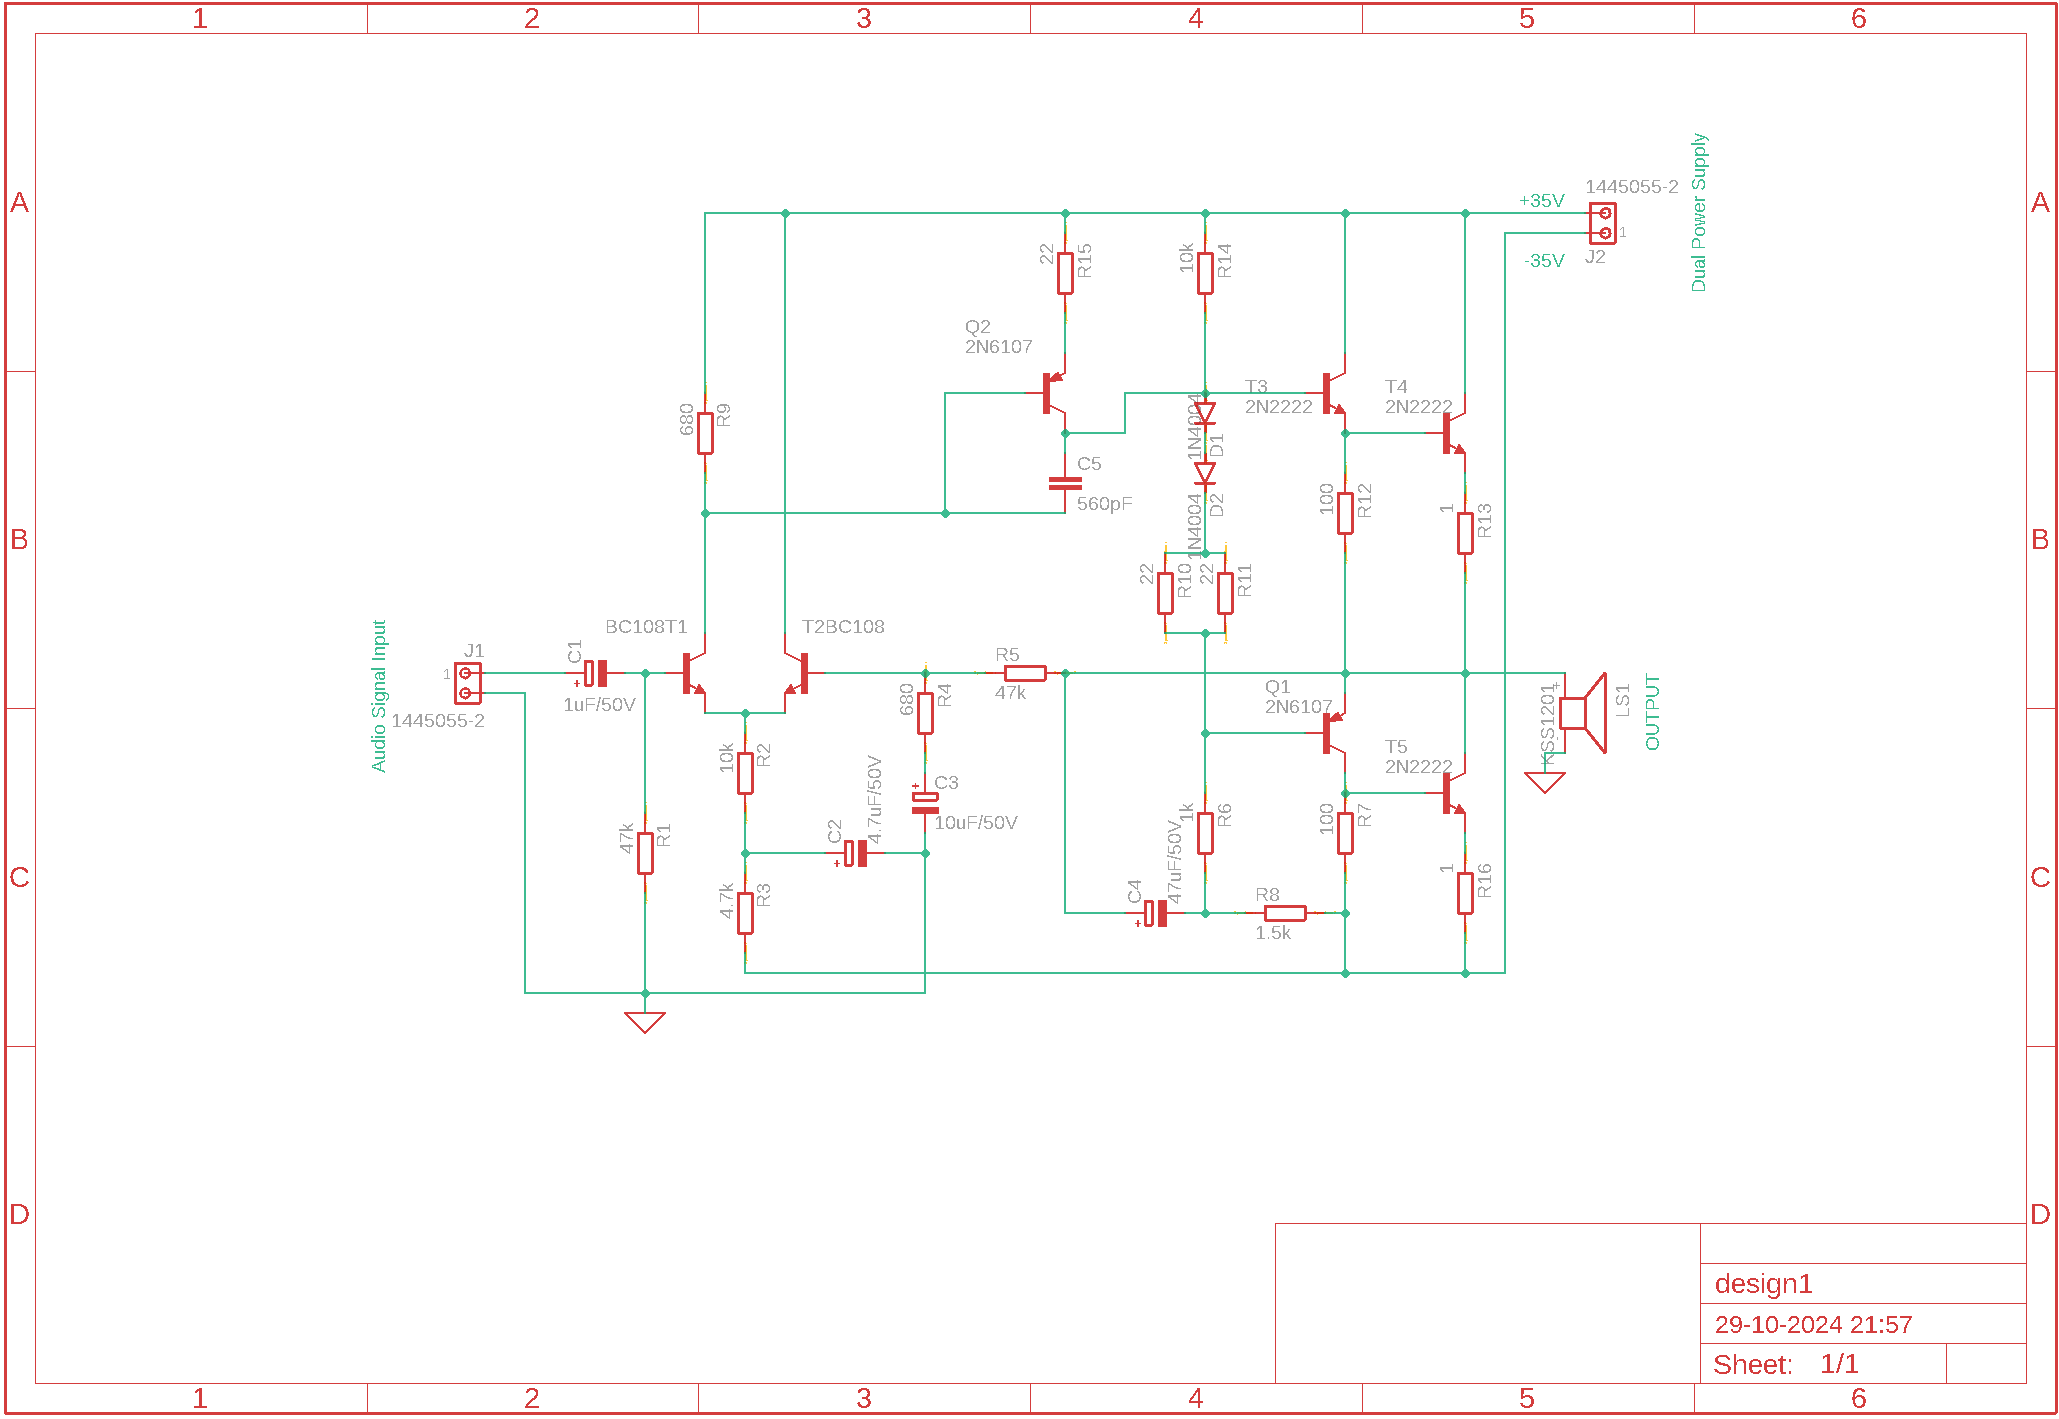 1 2 3 4 5 6
A A
B B
C C
D D
Dual Power Supply
1445055-2
+35V
1
-35V
J2
22
R15
10k
R14
Q2
2N6107
T3
2N2222
T4
2N2222
680
R9
1N4004
D1
C5
560pF
1N4004
D2
100
R12
1
R13
22
R10
22
R11
Audio Signal Input
J1
1
1445055-2
C1
+
1uF/50V
BC108T1
T2BC108
R5
47k
680
R4
Q1
2N6107
KSS1201
+
LS1
OUTPUT
10k
R2
4.7uF/50V
+
C3
10uF/50V
T5
2N2222
47k
R1
C2
+
1k
R6
100
R7
4.7k
R3
C4
+
47uF/50V
R8
1.5k
1
R16
design1
29-10-2024 21:57
Sheet: 1/1
1 2 3 4 5 6